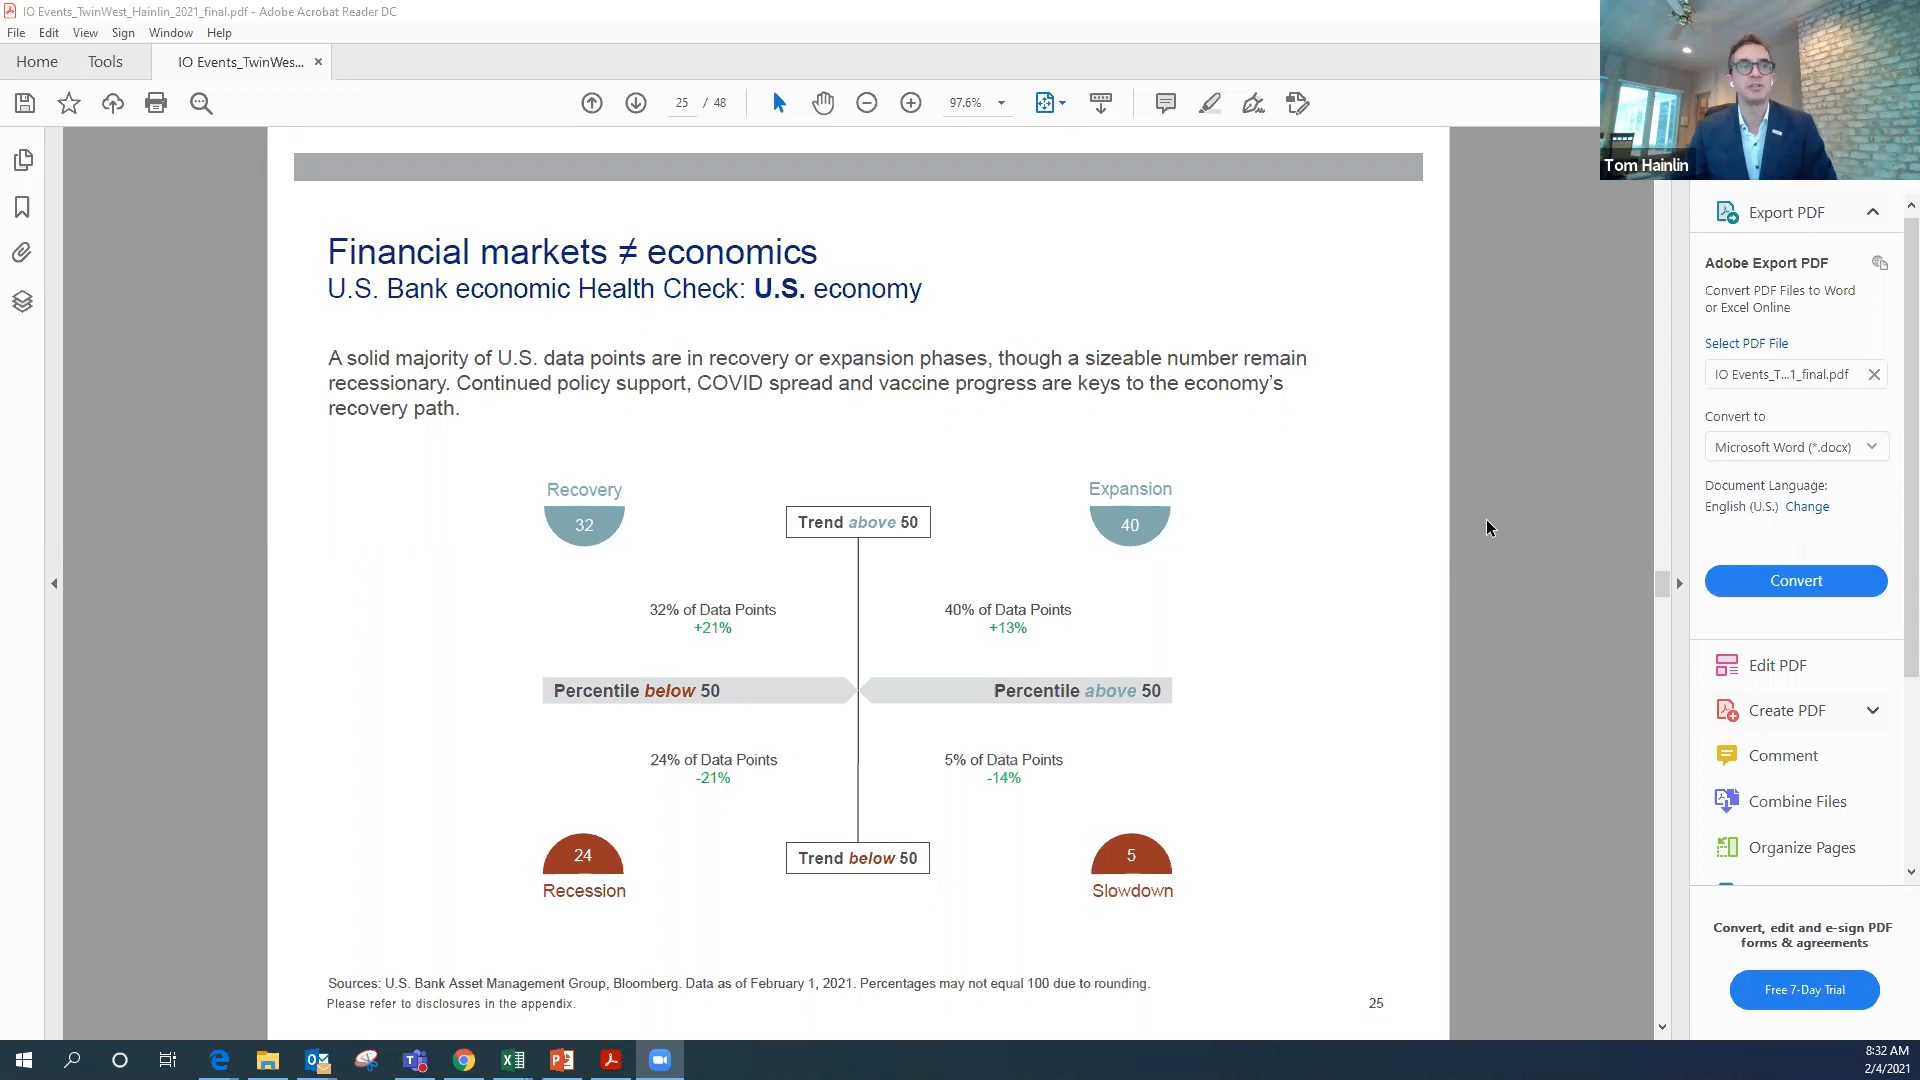 IO Events_TwinWest_Hainlin_2021_final.pdf - Adobe Acrobat Reader DC
File Edit View Sign Window Help
Home Tools IO Events_TwinWes... ×
25 / 48 97.6%
Tom Hainlin
Financial markets ≠ economics
U.S. Bank economic Health Check: U.S. economy
A solid majority of U.S. data points are in recovery or expansion phases, though a sizeable number remain
recessionary. Continued policy support, COVID spread and vaccine progress are keys to the economy's
recovery path.
Recovery
32
Trend above 50
Expansion
40
32% of Data Points
+21%
40% of Data Points
+13%
Percentile below 50
Percentile above 50
24% of Data Points
-21%
5% of Data Points
-14%
24
Recession
Trend below 50
5
Slowdown
Sources: U.S. Bank Asset Management Group, Bloomberg. Data as of February 1, 2021. Percentages may not equal 100 due to rounding.
Please refer to disclosures in the appendix.
25
Export PDF
Adobe Export PDF
Convert PDF Files to Word
or Excel Online
Select PDF File
IO Events_T...1_final.pdf
Convert to
Microsoft Word (*.docx)
Document Language:
English (U.S.) Change
Convert
Edit PDF
Create PDF
Comment
Combine Files
Organize Pages
Convert, edit and e-sign PDF
forms & agreements
Free 7-Day Trial
8:32 AM
2/4/2021